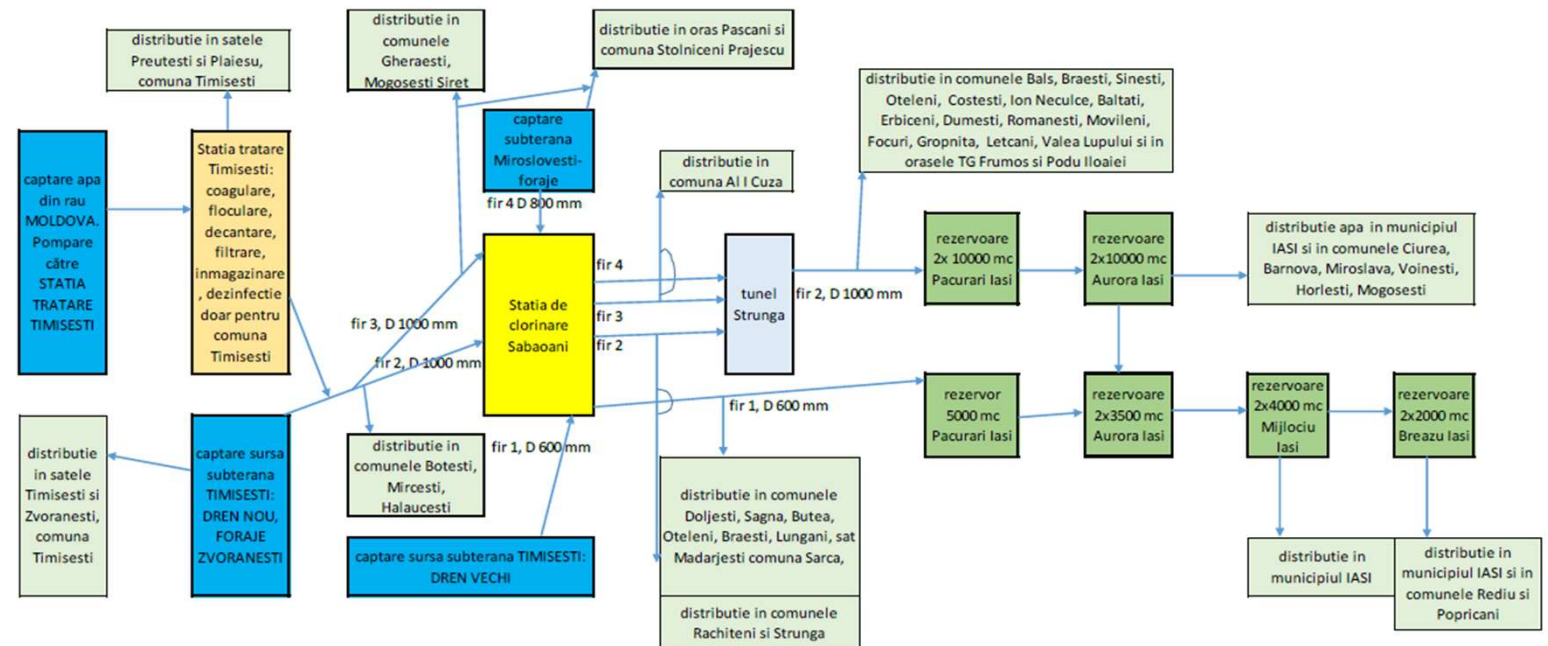 distributie in satele
Preutesti si Plaiesu,
comuna Timisesti
distributie in
comunele
Gheraesti,
Mogosesti Siret
distributie in oras Pascani si
comuna Stolniceni Prajescu
captare apa
din rau
MOLDOVA.
Pompare
către
STATIA
TRATARE
TIMISESTI
Statia tratare
Timisesti:
coagulare,
floculare,
decantare,
filtrare,
inmagazinare
, dezinfectie
doar pentru
comuna
Timisesti
captare
subterana
Miroslovesti-
foraje
fir 4 D 800 mm
distributie in
comuna Al I Cuza
distributie in comunele Bals, Braesti, Sinesti,
Oteleni, Costesti, Ion Neculce, Baltati,
Erbiceni, Dumesti, Romanesti, Movileni,
Focuri, Gropnita, Letcani, Valea Lupului si in
orasele TG Frumos si Podu Iloaiei
fir 3, D 1000 mm
fir 2, D 1000 mm
Statia de
clorinare
Sabaoani
fir 4
fir 3
fir 2
tunel
Strunga
fir 2, D 1000 mm
rezervoare
2x 10000 mc
Pacurari Iasi
rezervoare
2x10000 mc
Aurora Iasi
distributie apa in municipiul
IASI si in comunele Ciurea,
Barnova, Miroslava, Voinesti,
Horlesti, Mogosesti
distributie
in satele
Timisesti si
Zvoranesti,
comuna
Timisesti
captare sursa
subterana
TIMISESTI:
DREN NOU,
FORAJE
ZVORANESTI
distributie in
comunele Botesti,
Mircesti,
Halaucesti
fir 1, D 600 mm
fir 1, D 600 mm
captare sursa subterana TIMISESTI:
DREN VECHI
distributie in comunele
Doljesti, Sagna, Butea,
Oteleni, Braesti, Lungani, sat
Madarjesti comuna Sarca,
distributie in comunele
Rachiteni si Strunga
rezervor
5000 mc
Pacurari Iasi
rezervoare
2x3500 mc
Aurora Iasi
rezervoare
2x4000 mc
Mijlociu
Iasi
rezervoare
2x2000 mc
Breazu Iasi
distributie in
municipiul IASI
distributie in
municipiul IASI si in
comunele Rediu si
Popricani